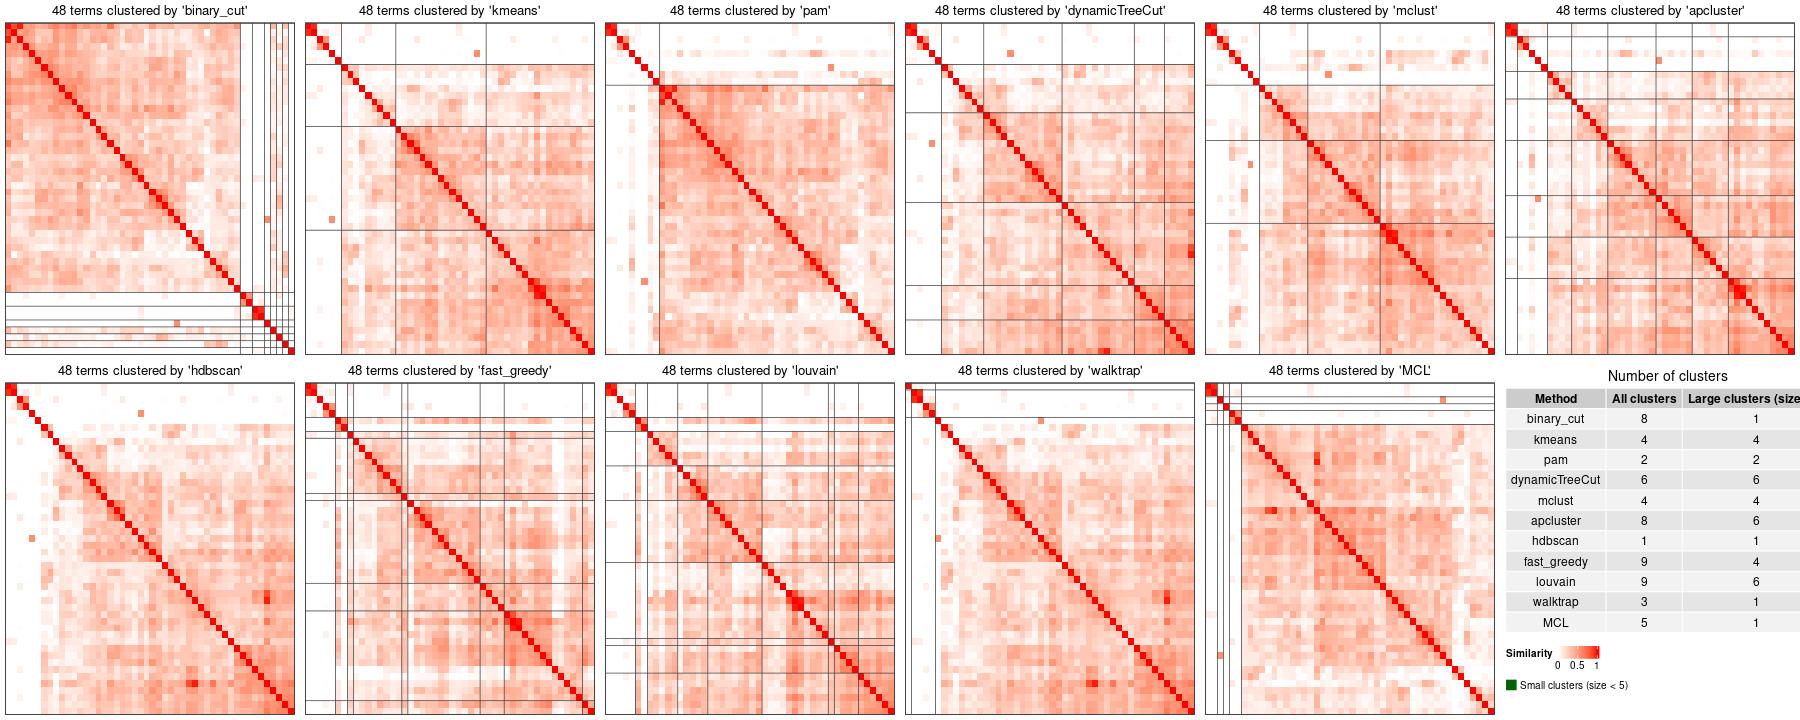 48 terms clustered by 'binary_cut'
48 terms clustered by 'kmeans'
48 terms clustered by 'pam'
48 terms clustered by 'dynamicTreeCut'
48 terms clustered by 'mclust'
48 terms clustered by 'apcluster'
48 terms clustered by 'hdbscan'
48 terms clustered by 'fast_greedy'
48 terms clustered by 'louvain'
48 terms clustered by 'walktrap'
48 terms clustered by 'MCL'
Number of clusters
Method All clusters Large clusters (size
binary_cut 8 1
kmeans 4 4
pam 2 2
dynamicTreeCut 6 6
mclust 4 4
apcluster 8 6
hdbscan 1 1
fast_greedy 9 4
louvain 9 6
walktrap 3 1
MCL 5 1
Similarity
0 0.5 1
Small clusters (size < 5)